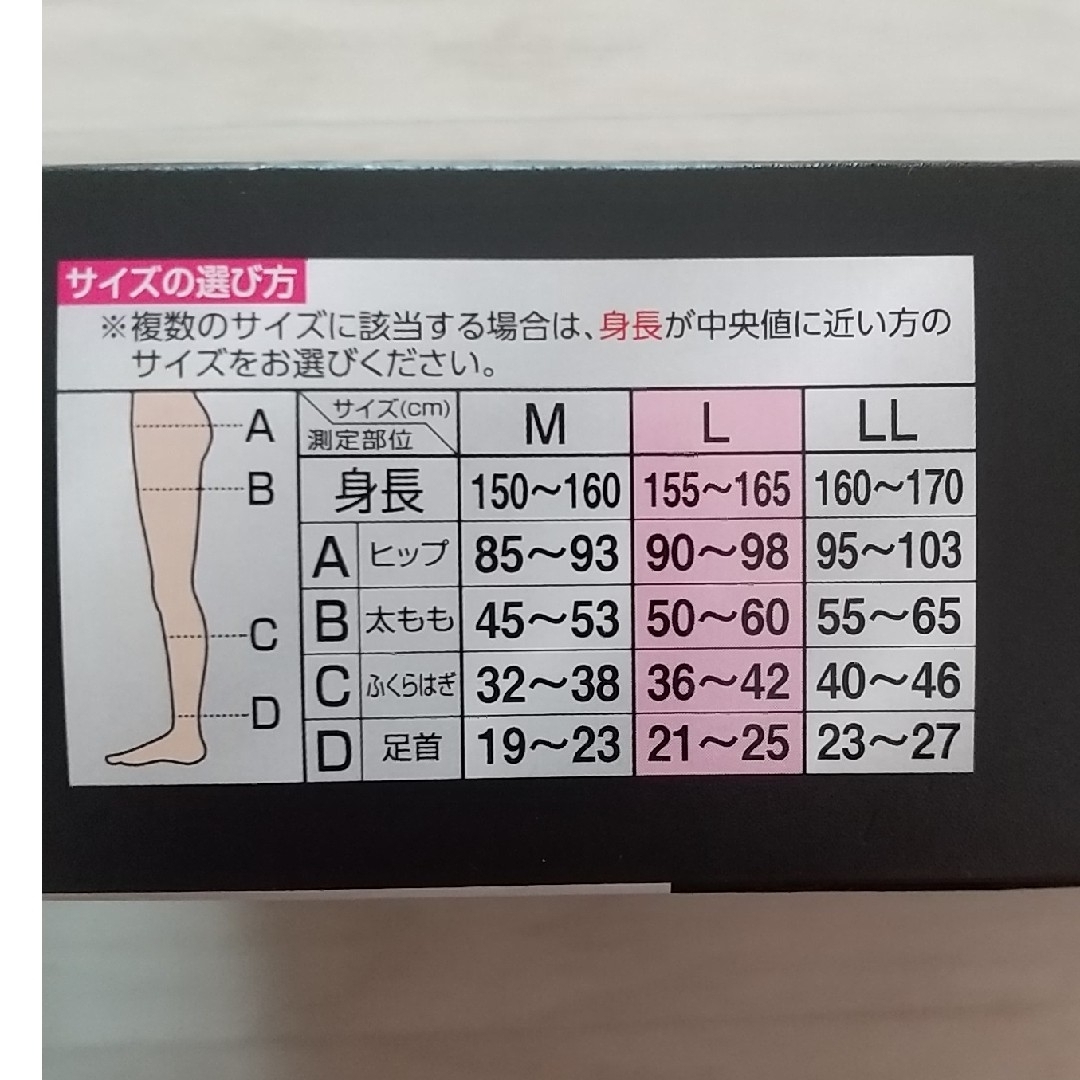 サイズの選び方
※複数のサイズに該当する場合は、身長が中央値に近い方の
サイズをお選びください。
A
B
C
D
サイズ(cm) 測定部位 M L LL
身長 150～160 155～165 160～170
A ヒップ 85～93 90～98 95～103
B 太もも 45～53 50～60 55～65
C ふくらはぎ 32～38 36～42 40～46
D 足首 19～23 21～25 23～27